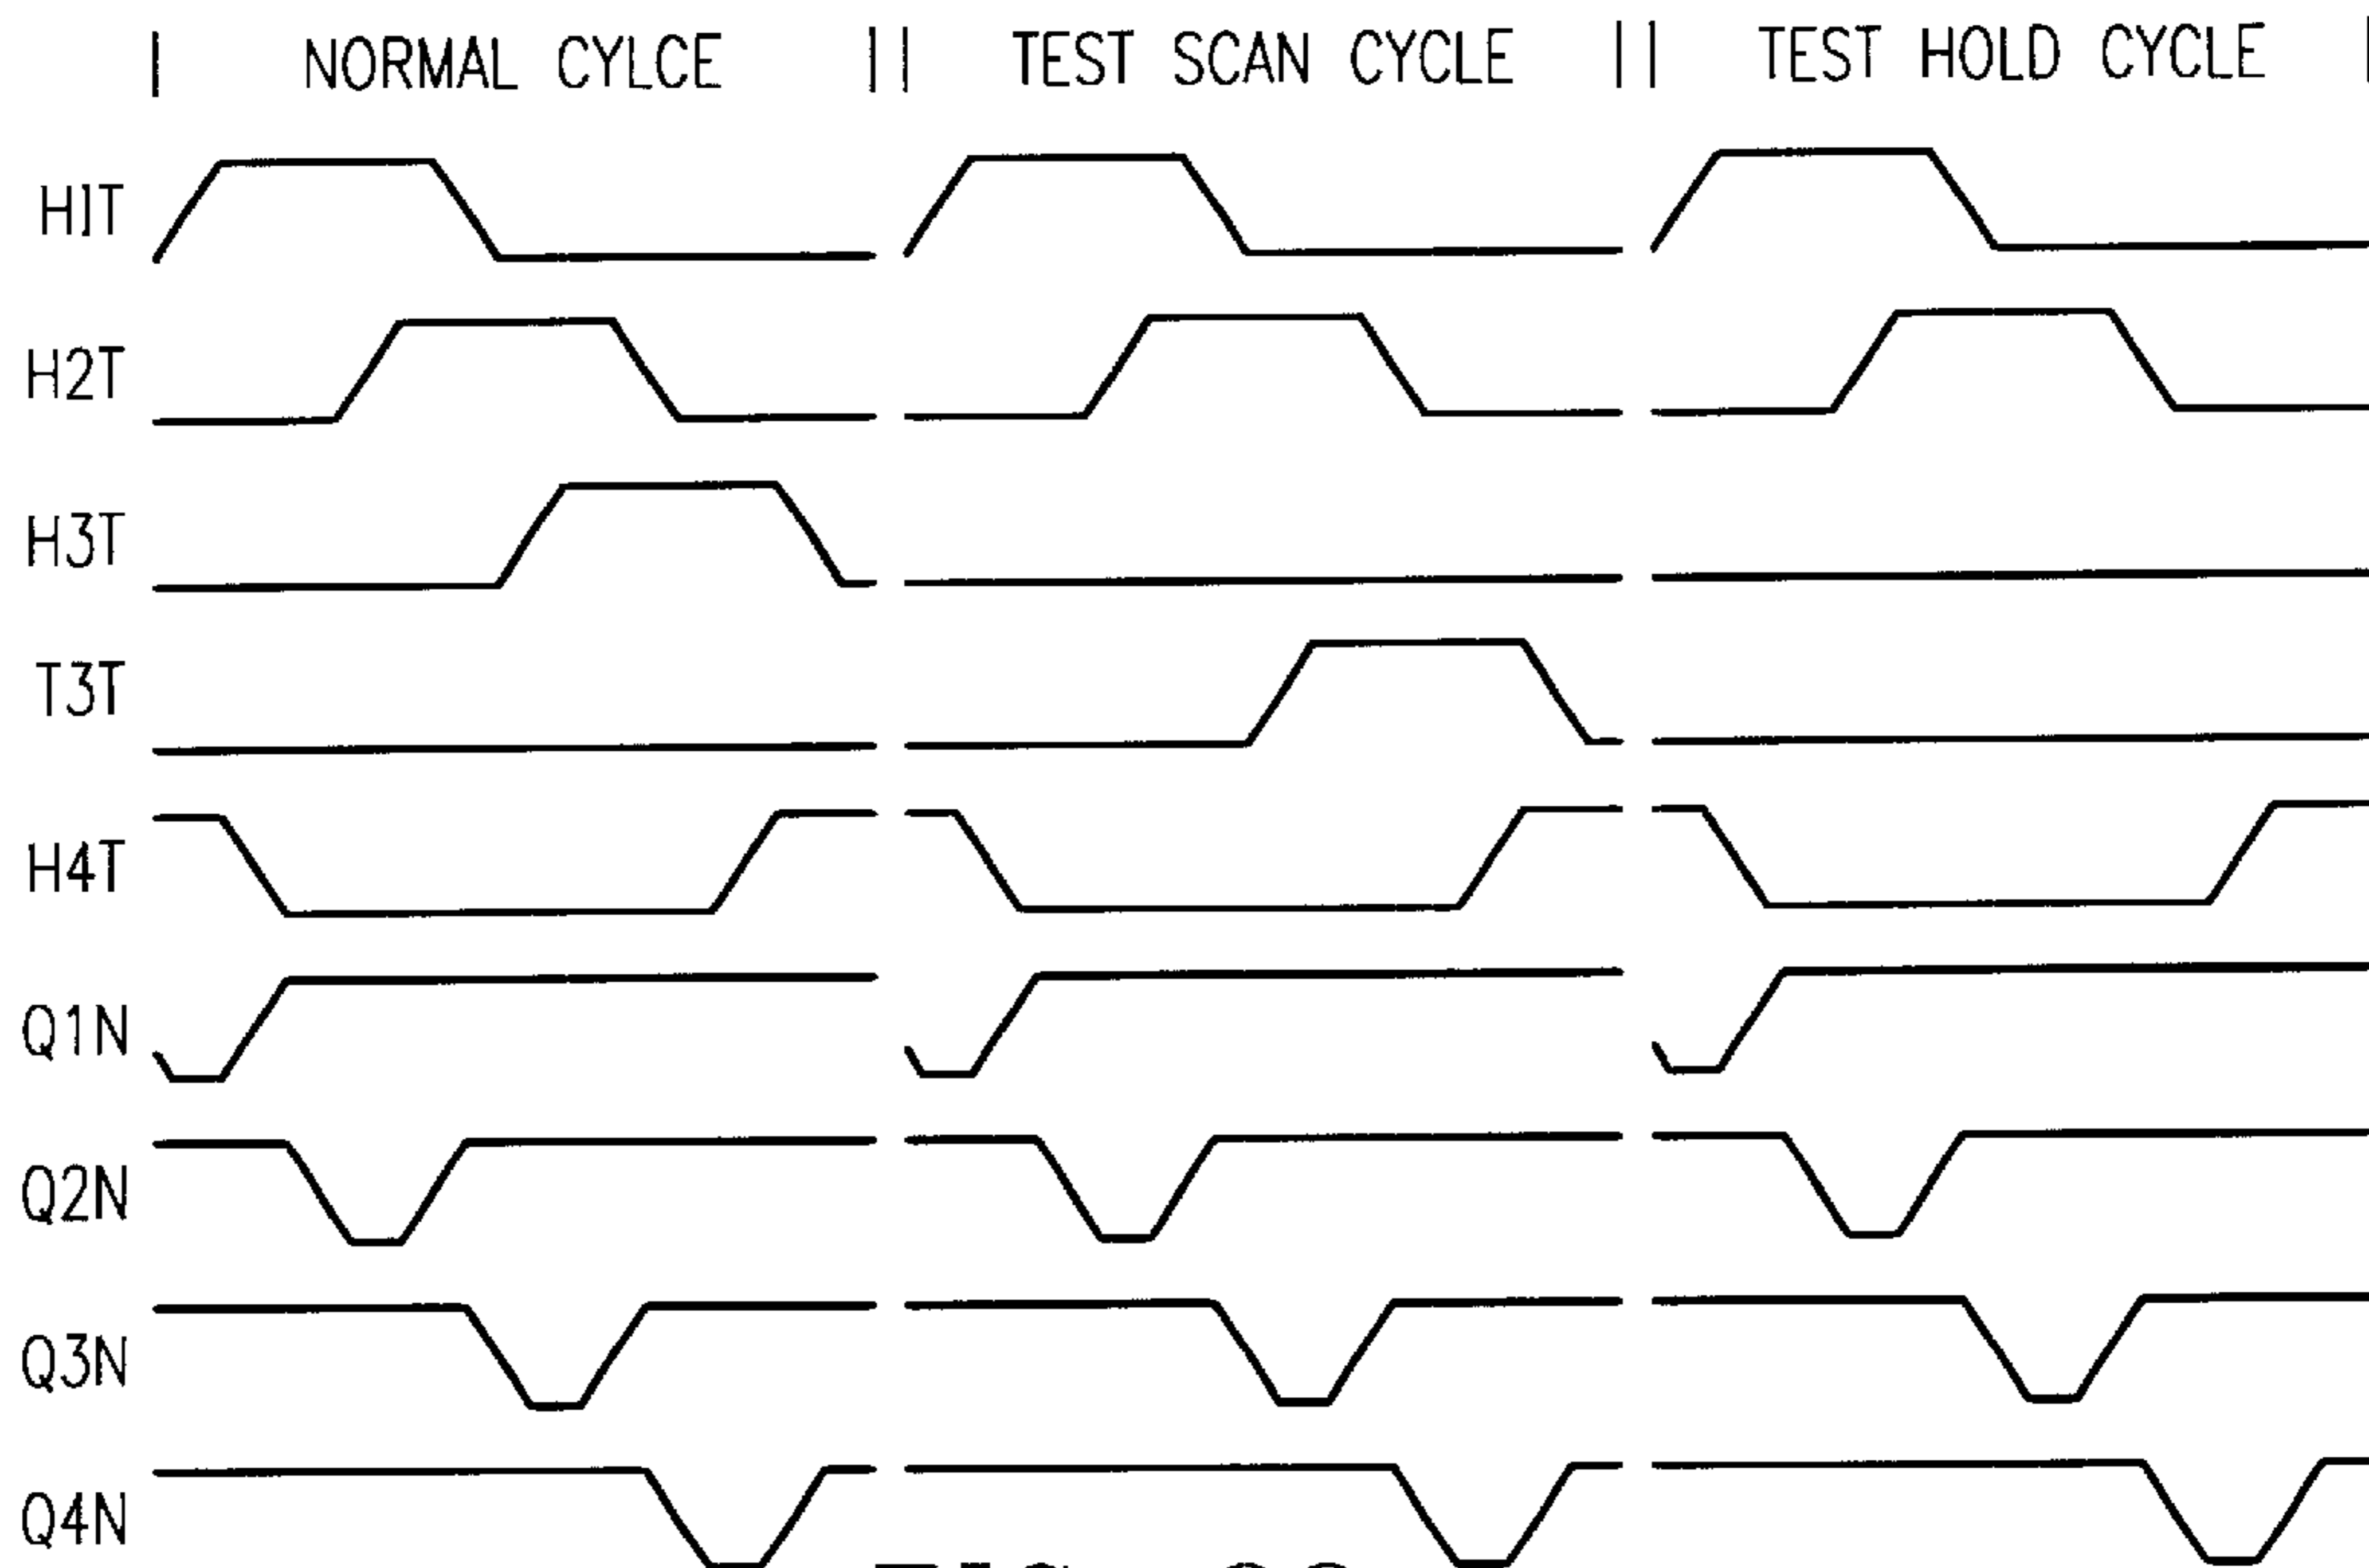 NORMAL CYLCE
TEST SCAN CYCLE
TEST HOLD CYCLE
H1T
H2T
H3T
T3T
H4T
Q1N
Q2N
Q3N
Q4N